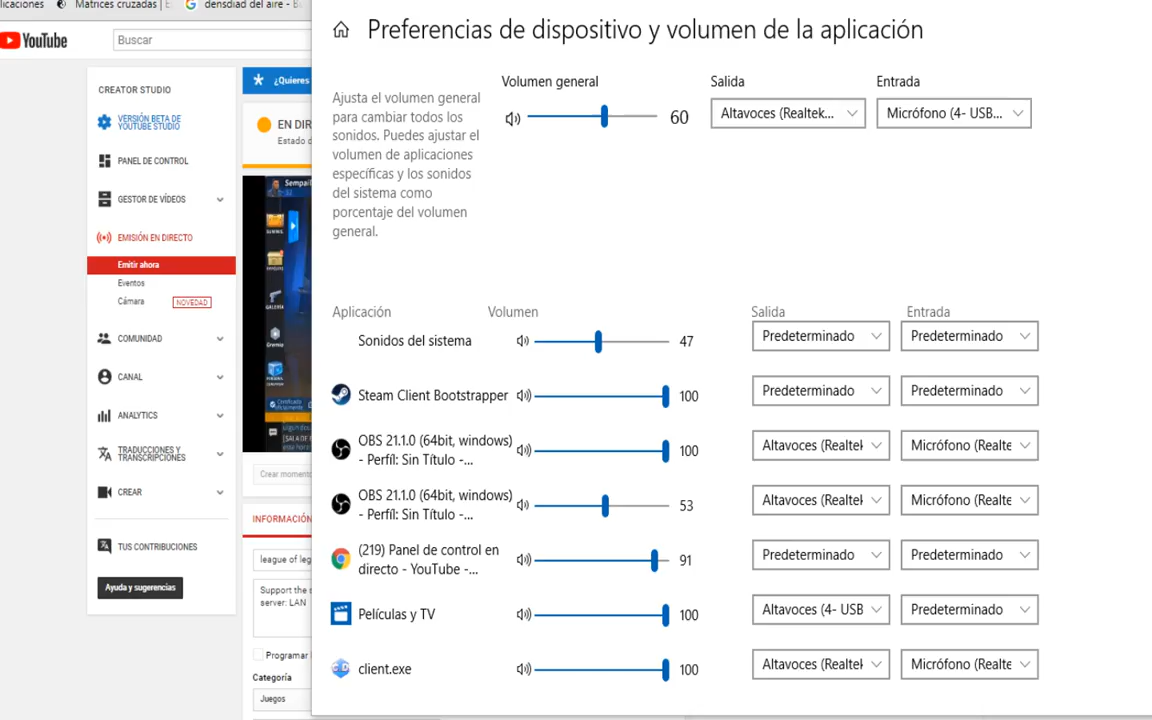 licaciones
Matrices cruzadas |
densdiad del aire - B
YouTube
Buscar
CREATOR STUDIO
VERSIÓN BETA DE
YOUTUBE STUDIO
PANEL DE CONTROL
GESTOR DE VÍDEOS
EMISIÓN EN DIRECTO
Emitir ahora
Eventos
Cámara
NOVEDAD
COMUNIDAD
CANAL
ANALYTICS
TRADUCCIONES Y
TRANSCRIPCIONES
CREAR
TUS CONTRIBUCIONES
Ayuda y sugerencias
¿Quieres
EN DIR
Estado d
Crear momento
INFORMACIÓN
league of leg
Support the s
server: LAN
Programar
Categoría
Juegos
Preferencias de dispositivo y volumen de la aplicación
Ajusta el volumen general
para cambiar todos los
sonidos. Puedes ajustar el
volumen de aplicaciones
específicas y los sonidos
del sistema como
porcentaje del volumen
general.
Volumen general
60
Salida
Altavoces (Realtek...
Entrada
Micrófono (4- USB...
Aplicación Volumen Salida Entrada
Sonidos del sistema 47 Predeterminado Predeterminado
Steam Client Bootstrapper 100 Predeterminado Predeterminado
OBS 21.1.0 (64bit, windows)
- Perfíl: Sin Título -... 100 Altavoces (Realtek Micrófono (Realte
OBS 21.1.0 (64bit, windows)
- Perfíl: Sin Título -... 53 Altavoces (Realtek Micrófono (Realte
(219) Panel de control en
directo - YouTube -... 91 Predeterminado Predeterminado
Películas y TV 100 Altavoces (4- USB Predeterminado
client.exe 100 Altavoces (Realtek Micrófono (Realte